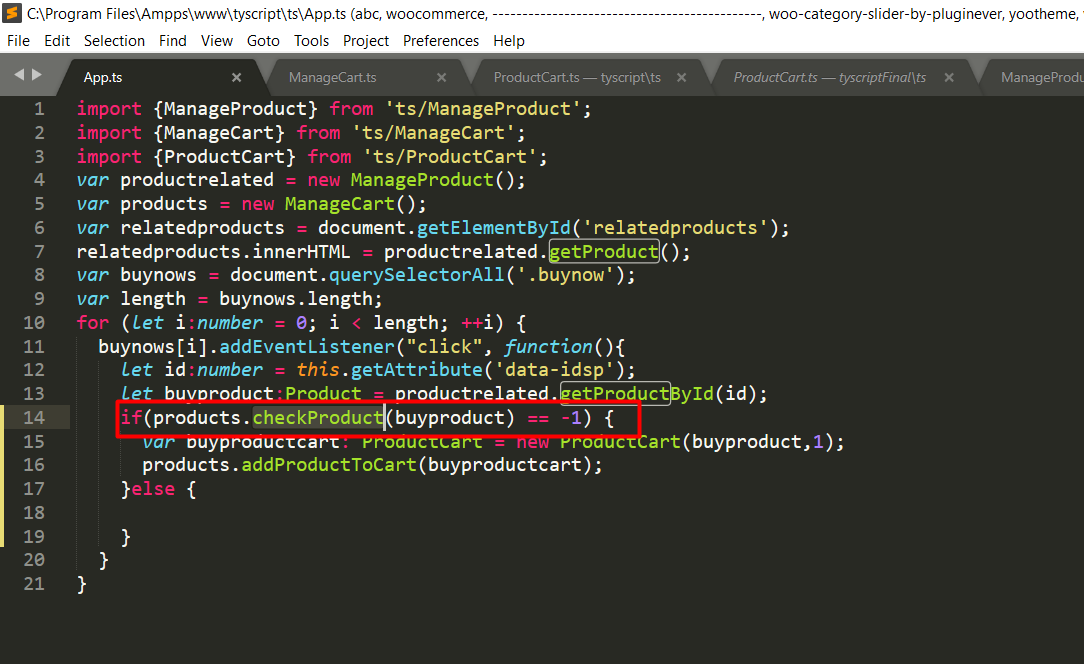 C:\Program Files\Ampps\www\tyscript\ts\App.ts (abc, woocommerce, ---------------------------------------------, woo-category-slider-by-pluginever, yootheme,
File Edit Selection Find View Goto Tools Project Preferences Help
App.ts × ManageCart.ts × ProductCart.ts — tyscript\ts × ProductCart.ts — tyscriptFinal\ts × ManageProdu
1 import {ManageProduct} from 'ts/ManageProduct';
2 import {ManageCart} from 'ts/ManageCart';
3 import {ProductCart} from 'ts/ProductCart';
4 var productrelated = new ManageProduct();
5 var products = new ManageCart();
6 var relatedproducts = document.getElementById('relatedproducts');
7 relatedproducts.innerHTML = productrelated.getProduct();
8 var buynows = document.querySelectorAll('.buynow');
9 var length = buynows.length;
10 for (let i:number = 0; i < length; ++i) {
11 buynows[i].addEventListener("click", function(){
12 let id:number = this.getAttribute('data-idsp');
13 let buyproduct:Product = productrelated.getProductById(id);
14 if(products.checkProduct(buyproduct) == -1) {
15 var buyproductcart: ProductCart = new ProductCart(buyproduct,1);
16 products.addProductToCart(buyproductcart);
17 }else {
18
19 }
20 }
21 }